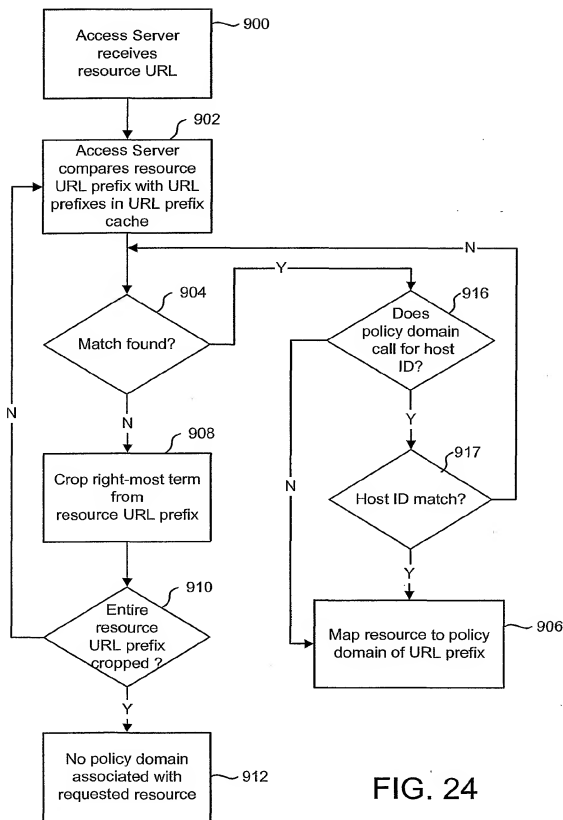 900
Access Server
receives
resource URL
902
Access Server
compares resource
URL prefix with URL
prefixes in URL prefix
cache
N
Y
904
Match found?
916
Does
policy domain
call for host
ID?
N
N
Y
908
Crop right-most term
from
resource URL prefix
917
Host ID match?
N
Y
910
Entire
resource
URL prefix
cropped ?
906
Map resource to policy
domain of URL prefix
Y
No policy domain
associated with
requested resource
912
FIG. 24